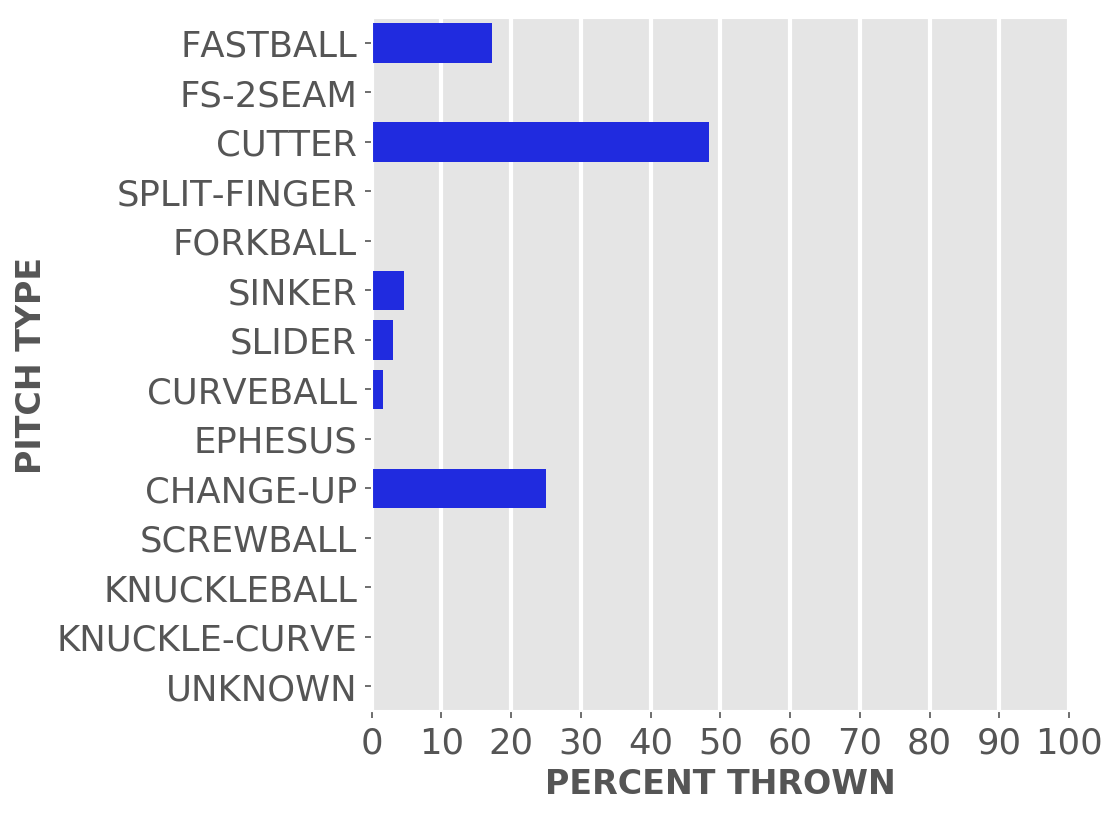 FASTBALL
FS-2SEAM
CUTTER
SPLIT-FINGER
FORKBALL
SINKER
SLIDER
CURVEBALL
EPHESUS
CHANGE-UP
SCREWBALL
KNUCKLEBALL
KNUCKLE-CURVE
UNKNOWN
PITCH TYPE
0 10 20 30 40 50 60 70 80 90 100
PERCENT THROWN